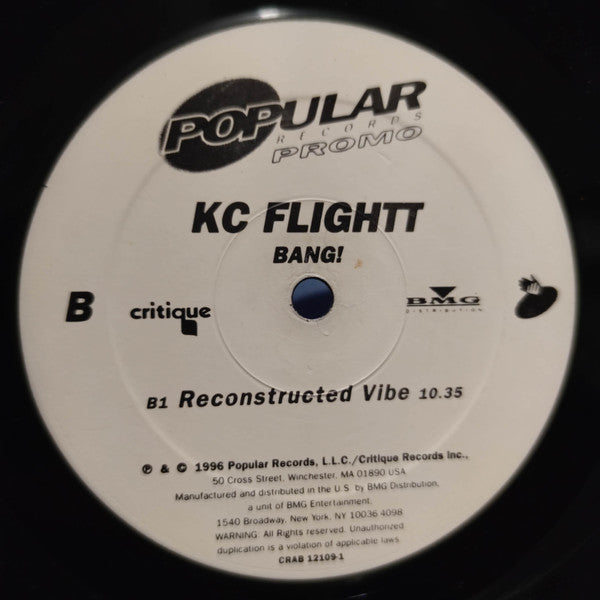 POPULAR
RECORDS
PROMO
KC FLIGHTT
BANG!
B
critique
BMG
DISTRIBUTION
B1 Reconstructed Vibe 10.35
℗ & © 1996 Popular Records, L.L.C./Critique Records Inc.,
50 Cross Street, Winchester, MA 01890 USA
Manufactured and distributed in the U.S. by BMG Distribution,
a unit of BMG Entertainment,
1540 Broadway, New York, NY 10036 4098
WARNING: All Rights reserved. Unauthorized
duplication is a violation of applicable laws.
CRAB 12109-1